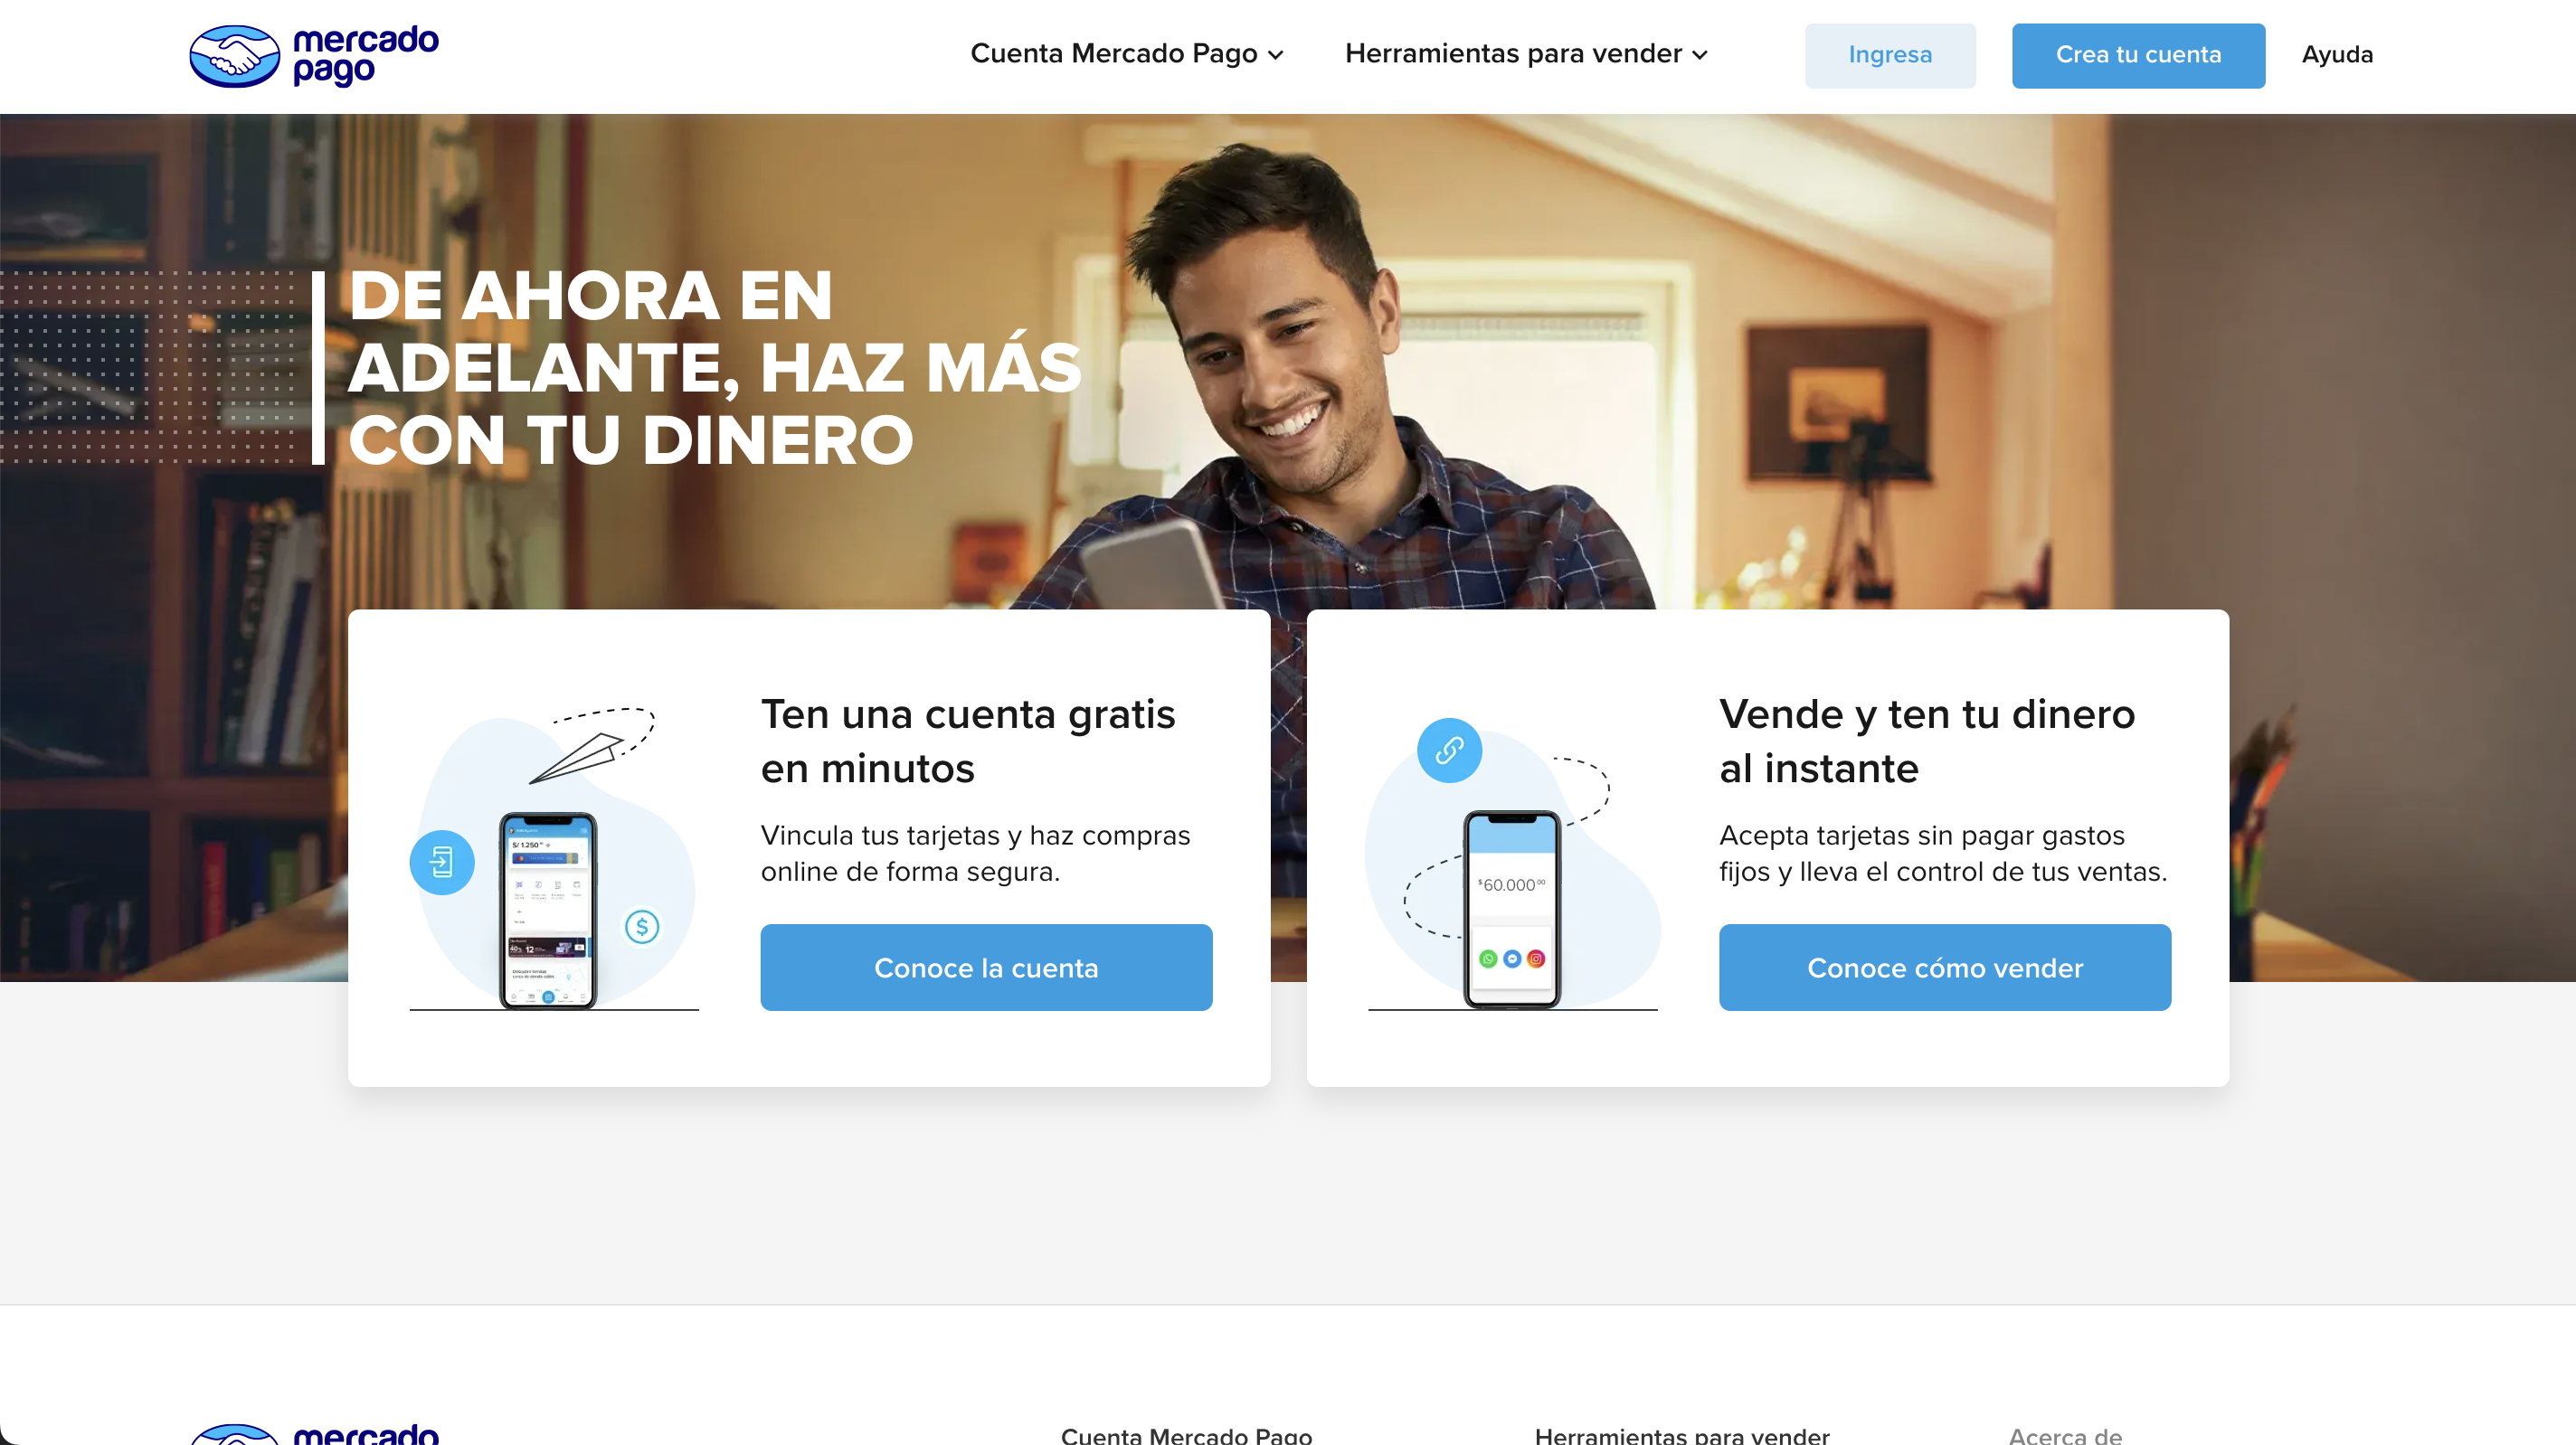 mercado
pago
Cuenta Mercado Pago
Herramientas para vender
Ingresa
Crea tu cuenta
Ayuda
DE AHORA EN
ADELANTE, HAZ MÁS
CON TU DINERO
S/ 1.250
$
Ten una cuenta gratis
en minutos
Vincula tus tarjetas y haz compras
online de forma segura.
Conoce la cuenta
$60.000⁰⁰
Vende y ten tu dinero
al instante
Acepta tarjetas sin pagar gastos
fijos y lleva el control de tus ventas.
Conoce cómo vender
mercado
Cuenta Mercado Pago
Herramientas para vender
Acerca de